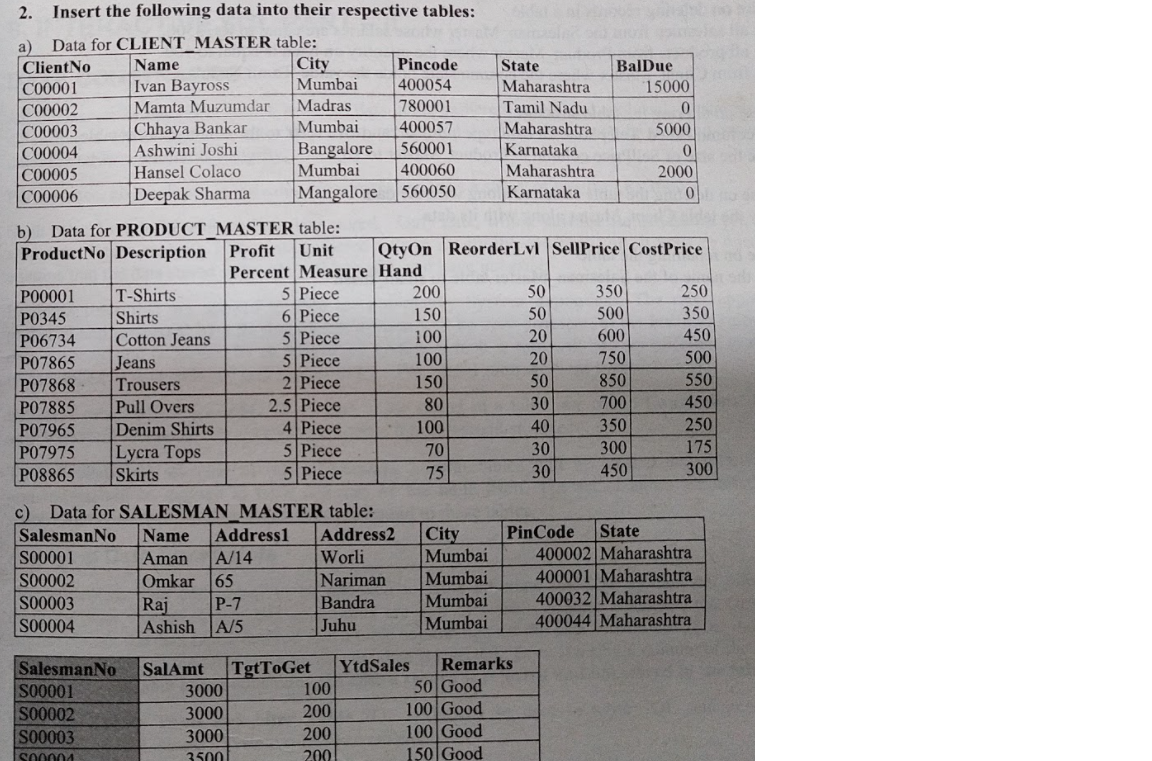 2. Insert the following data into their respective tables:
a) Data for CLIENT_MASTER table:
ClientNo Name City Pincode State BalDue
C00001 Ivan Bayross Mumbai 400054 Maharashtra 15000
C00002 Mamta Muzumdar Madras 780001 Tamil Nadu 0
C00003 Chhaya Bankar Mumbai 400057 Maharashtra 5000
C00004 Ashwini Joshi Bangalore 560001 Karnataka 0
C00005 Hansel Colaco Mumbai 400060 Maharashtra 2000
C00006 Deepak Sharma Mangalore 560050 Karnataka 0
b) Data for PRODUCT_MASTER table:
ProductNo Description Profit Unit QtyOn ReorderLvl SellPrice CostPrice
Percent Measure Hand
P00001 T-Shirts 5 Piece 200 50 350 250
P0345 Shirts 6 Piece 150 50 500 350
P06734 Cotton Jeans 5 Piece 100 20 600 450
P07865 Jeans 5 Piece 100 20 750 500
P07868 Trousers 2 Piece 150 50 850 550
P07885 Pull Overs 2.5 Piece 80 30 700 450
P07965 Denim Shirts 4 Piece 100 40 350 250
P07975 Lycra Tops 5 Piece 70 30 300 175
P08865 Skirts 5 Piece 75 30 450 300
c) Data for SALESMAN_MASTER table:
SalesmanNo Name Address1 Address2 City PinCode State
S00001 Aman A/14 Worli Mumbai 400002 Maharashtra
S00002 Omkar 65 Nariman Mumbai 400001 Maharashtra
S00003 Raj P-7 Bandra Mumbai 400032 Maharashtra
S00004 Ashish A/5 Juhu Mumbai 400044 Maharashtra
SalesmanNo SalAmt TgtToGet YtdSales Remarks
S00001 3000 100 50 Good
S00002 3000 200 100 Good
S00003 3000 200 100 Good
S00004 3500 200 150 Good